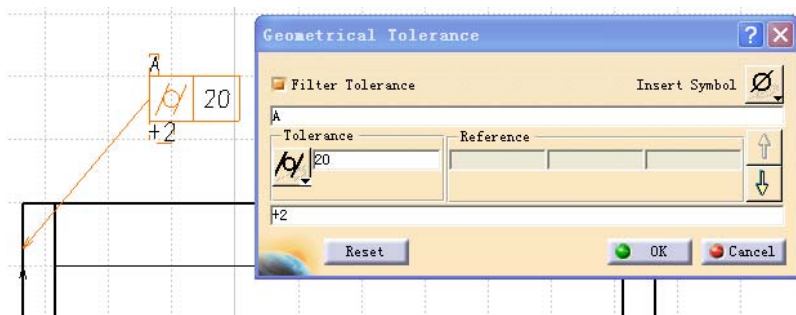 A
20
+2
A
Geometrical Tolerance
Filter Tolerance
Insert Symbol
A
Tolerance
Reference
20
+2
Reset
OK
Cancel